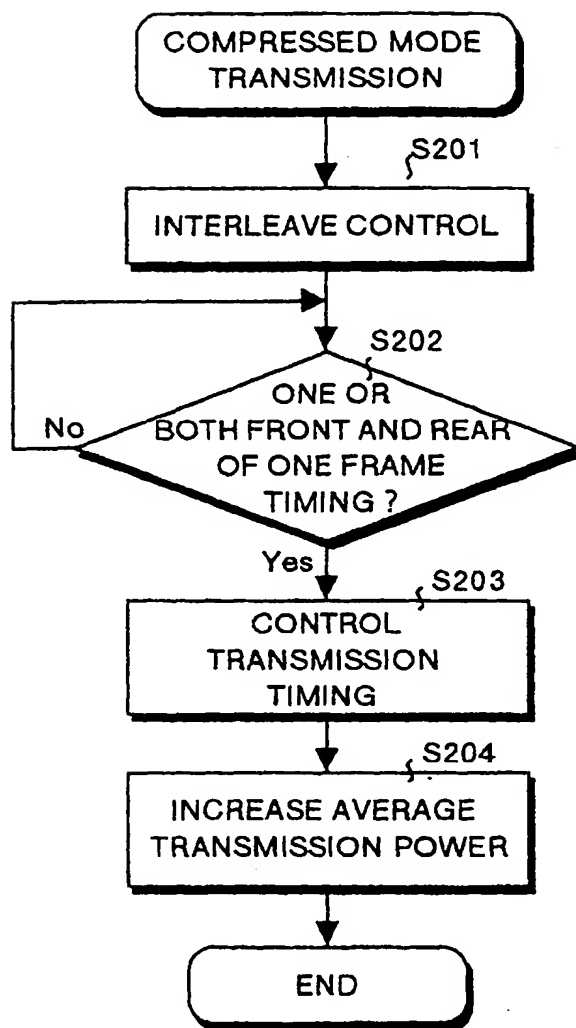 COMPRESSED MODE
TRANSMISSION
S201
INTERLEAVE CONTROL
S202
ONE OR
BOTH FRONT AND REAR
OF ONE FRAME
TIMING ?
No
Yes
S203
CONTROL
TRANSMISSION
TIMING
S204
INCREASE AVERAGE
TRANSMISSION POWER
END